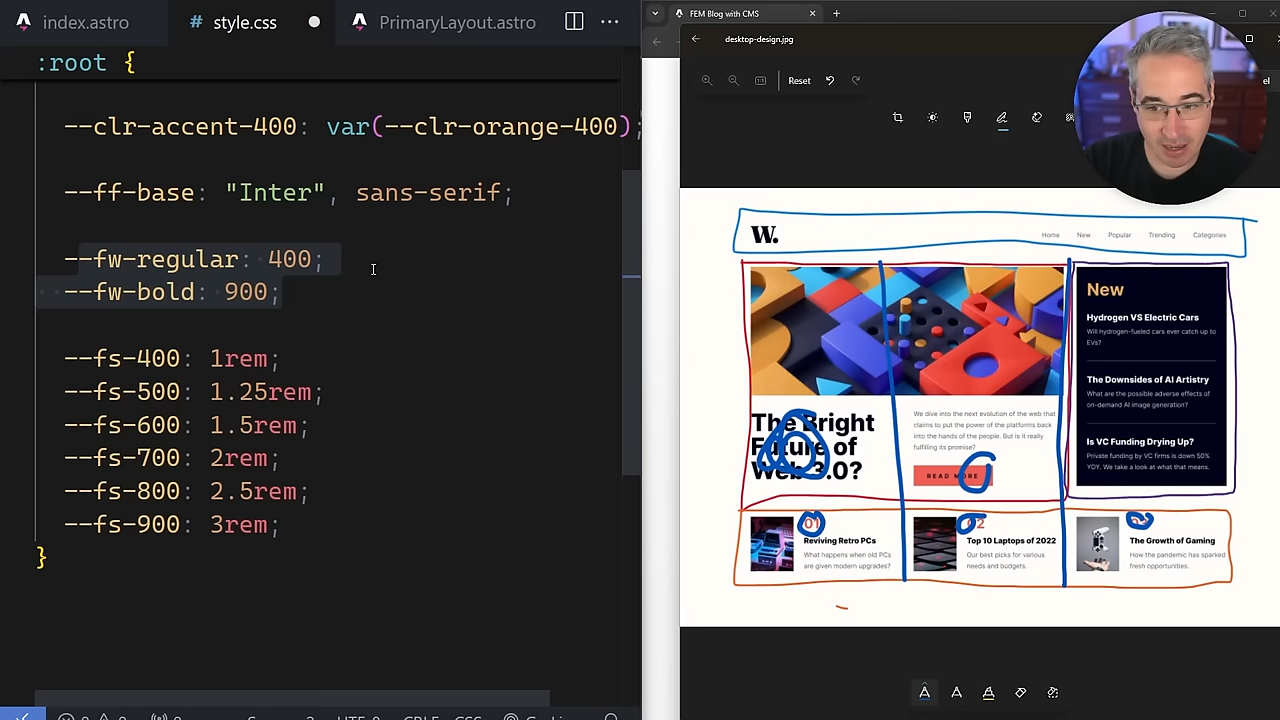 index.astro
# style.css
PrimaryLayout.astro
:root {
--clr-accent-400: var(--clr-orange-400);
--ff-base: "Inter", sans-serif;
--fw-regular: 400;
--fw-bold: 900;
--fs-400: 1rem;
--fs-500: 1.25rem;
--fs-600: 1.5rem;
--fs-700: 2rem;
--fs-800: 2.5rem;
--fs-900: 3rem;
}
FEM Blog with CMS
desktop-design.jpg
Reset
W.
Home New Popular Trending Categories
The Bright
Future of
Web 3.0?
We dive into the next evolution of the web that
claims to put the power of the platforms back
into the hands of the people. But is it really
fulfilling its promise?
READ MORE
New
Hydrogen VS Electric Cars
Will hydrogen-fueled cars ever catch up to
EVs?
The Downsides of AI Artistry
What are the possible adverse effects of
on-demand AI image generation?
Is VC Funding Drying Up?
Private funding by VC firms is down 50%
YOY. We take a look at what that means.
01
Reviving Retro PCs
What happens when old PCs
are given modern upgrades?
02
Top 10 Laptops of 2022
Our best picks for various
needs and budgets.
The Growth of Gaming
How the pandemic has sparked
fresh opportunities.